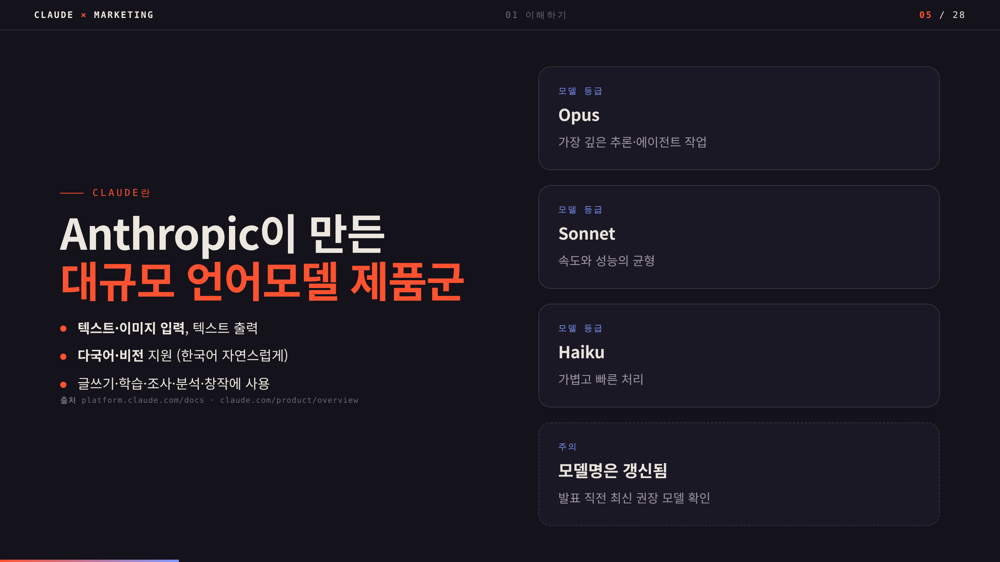 CLAUDE × MARKETING
01 이해하기
05 / 28
CLAUDE란
Anthropic이 만든
대규모 언어모델 제품군
텍스트·이미지 입력, 텍스트 출력
다국어·비전 지원 (한국어 자연스럽게)
글쓰기·학습·조사·분석·창작에 사용
출처 platform.claude.com/docs · claude.com/product/overview
모델 등급
Opus
가장 깊은 추론·에이전트 작업
모델 등급
Sonnet
속도와 성능의 균형
모델 등급
Haiku
가볍고 빠른 처리
주의
모델명은 갱신됨
발표 직전 최신 권장 모델 확인